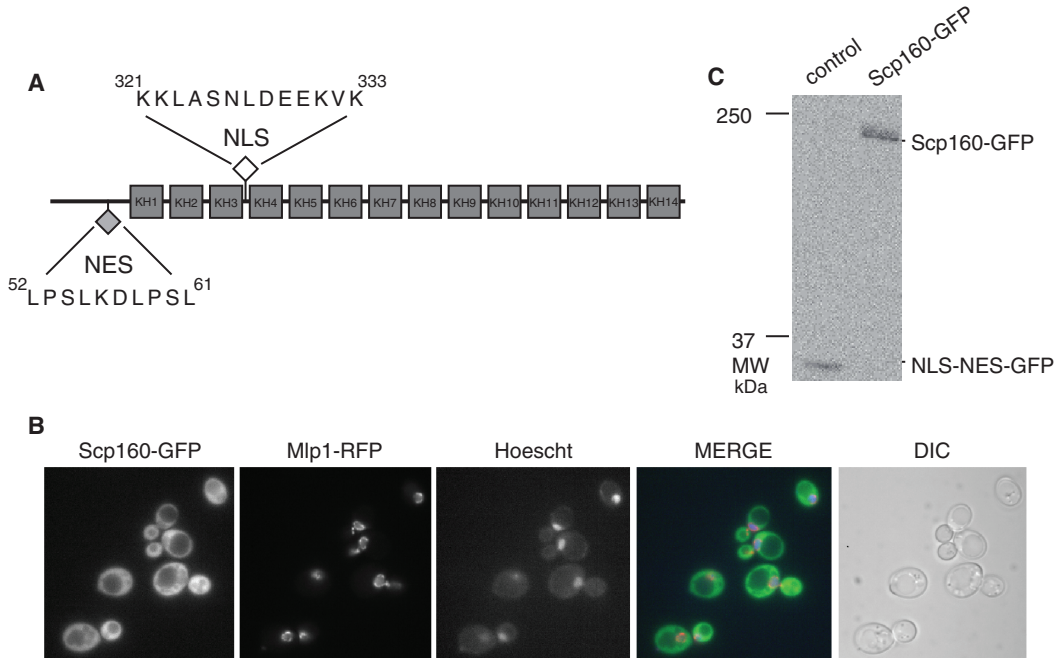 A
321 333
KKLASNLDEEKVK
NLS
KH1 KH2 KH3 KH4 KH5 KH6 KH7 KH8 KH9 KH10 KH11 KH12 KH13 KH14
NES
52 61
LPSLKDLPSL
C
control Scp160-GFP
250
Scp160-GFP
37
MW
kDa
NLS-NES-GFP
B
Scp160-GFP Mlp1-RFP Hoescht MERGE DIC